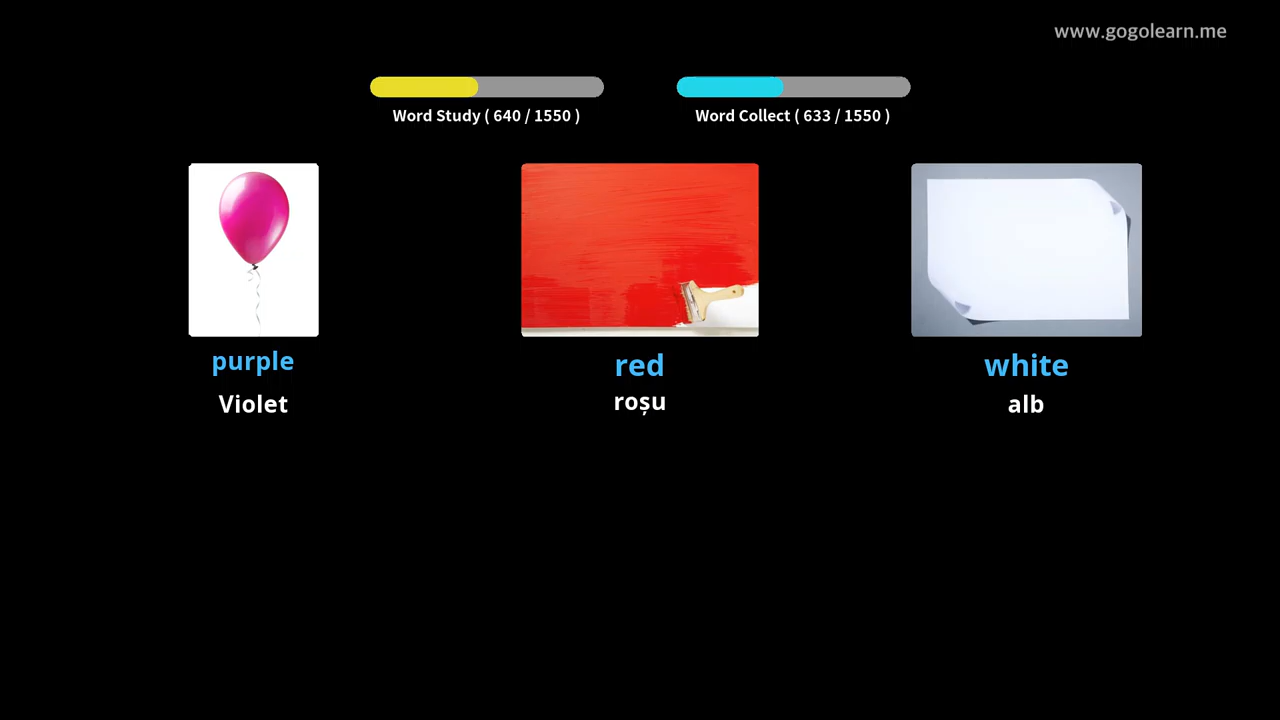 www.gogolearn.me
Word Study ( 640 / 1550 )
Word Collect ( 633 / 1550 )
purple
red
white
Violet
roșu
alb